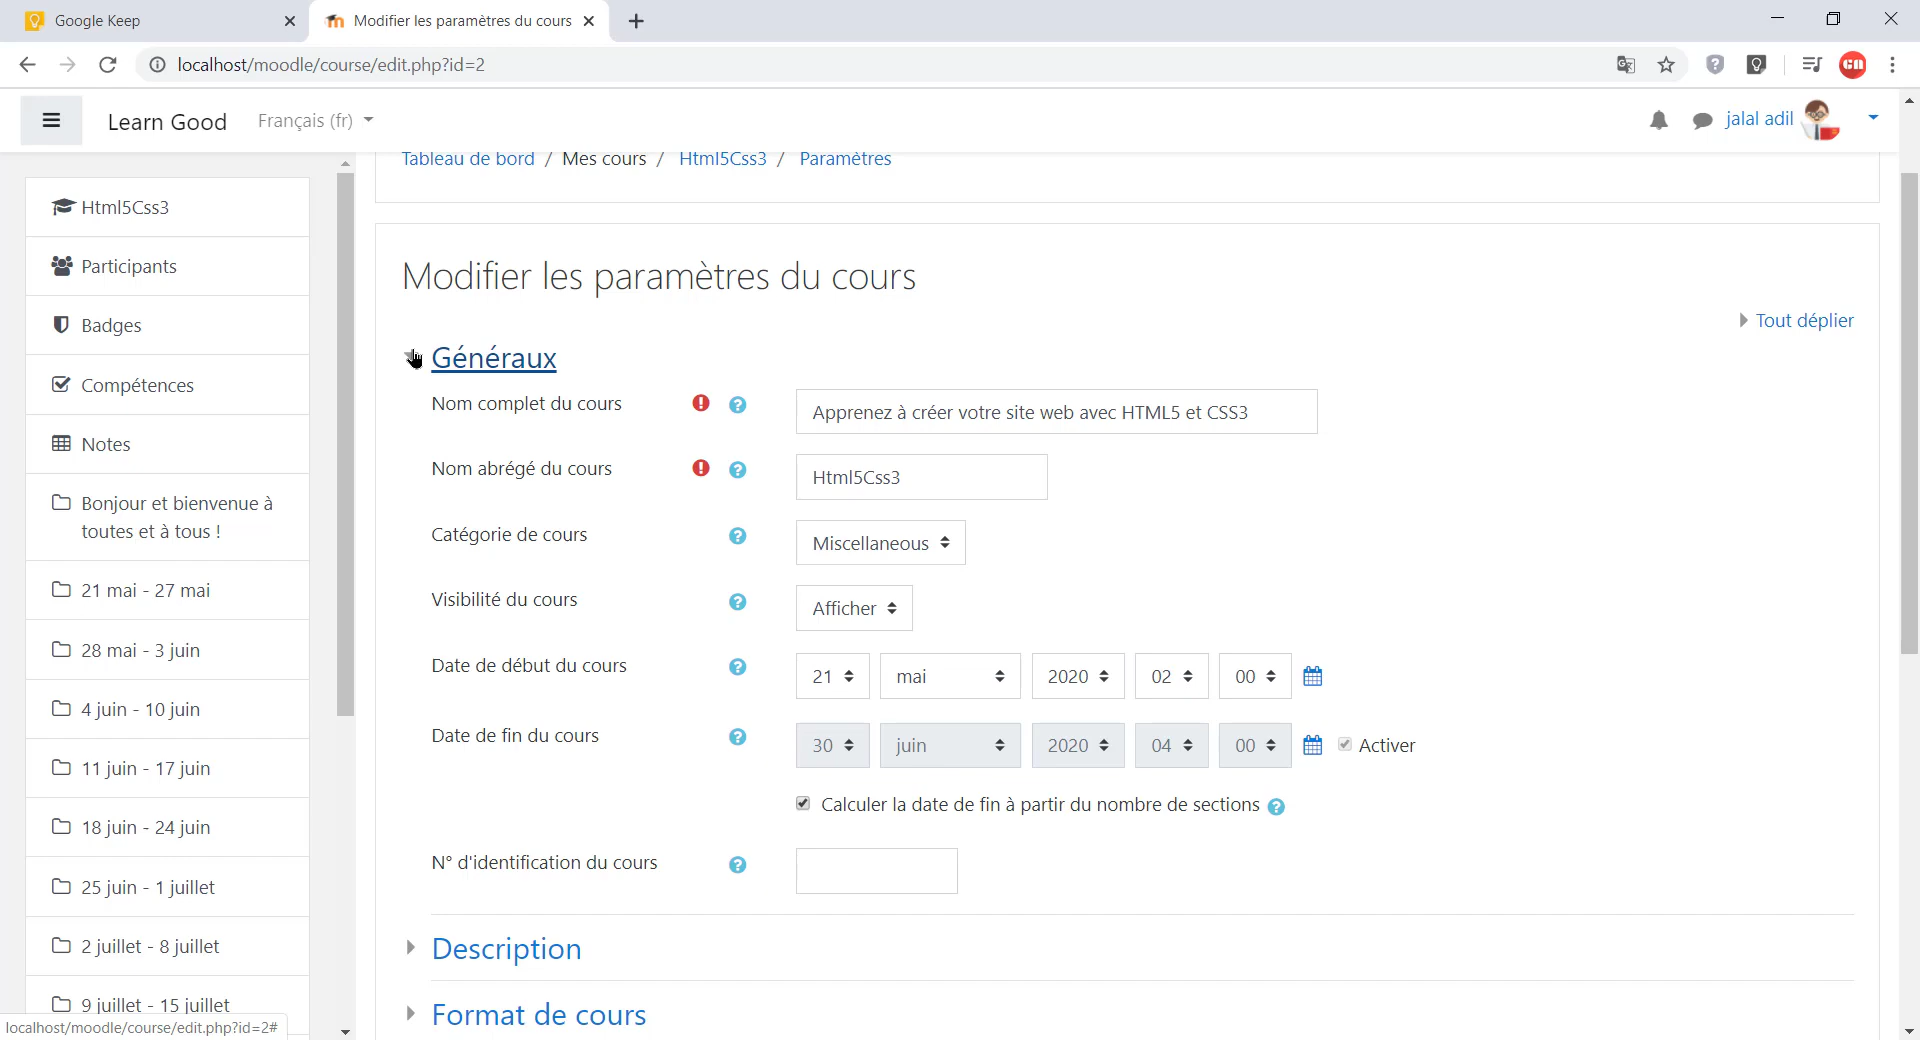 Google Keep
Modifier les paramètres du cours
localhost/moodle/course/edit.php?id=2
Learn Good
Français (fr)
jalal adil
Tableau de bord / Mes cours / Html5Css3 / Paramètres
Html5Css3
Participants
Badges
Compétences
Notes
Bonjour et bienvenue à
toutes et à tous !
21 mai - 27 mai
28 mai - 3 juin
4 juin - 10 juin
11 juin - 17 juin
18 juin - 24 juin
25 juin - 1 juillet
2 juillet - 8 juillet
9 juillet - 15 juillet
localhost/moodle/course/edit.php?id=2#
Modifier les paramètres du cours
Tout déplier
Généraux
Nom complet du cours Apprenez à créer votre site web avec HTML5 et CSS3
Nom abrégé du cours Html5Css3
Catégorie de cours Miscellaneous
Visibilité du cours Afficher
Date de début du cours 21 mai 2020 02 00
Date de fin du cours 30 juin 2020 04 00 Activer
Calculer la date de fin à partir du nombre de sections
N° d'identification du cours
Description
Format de cours